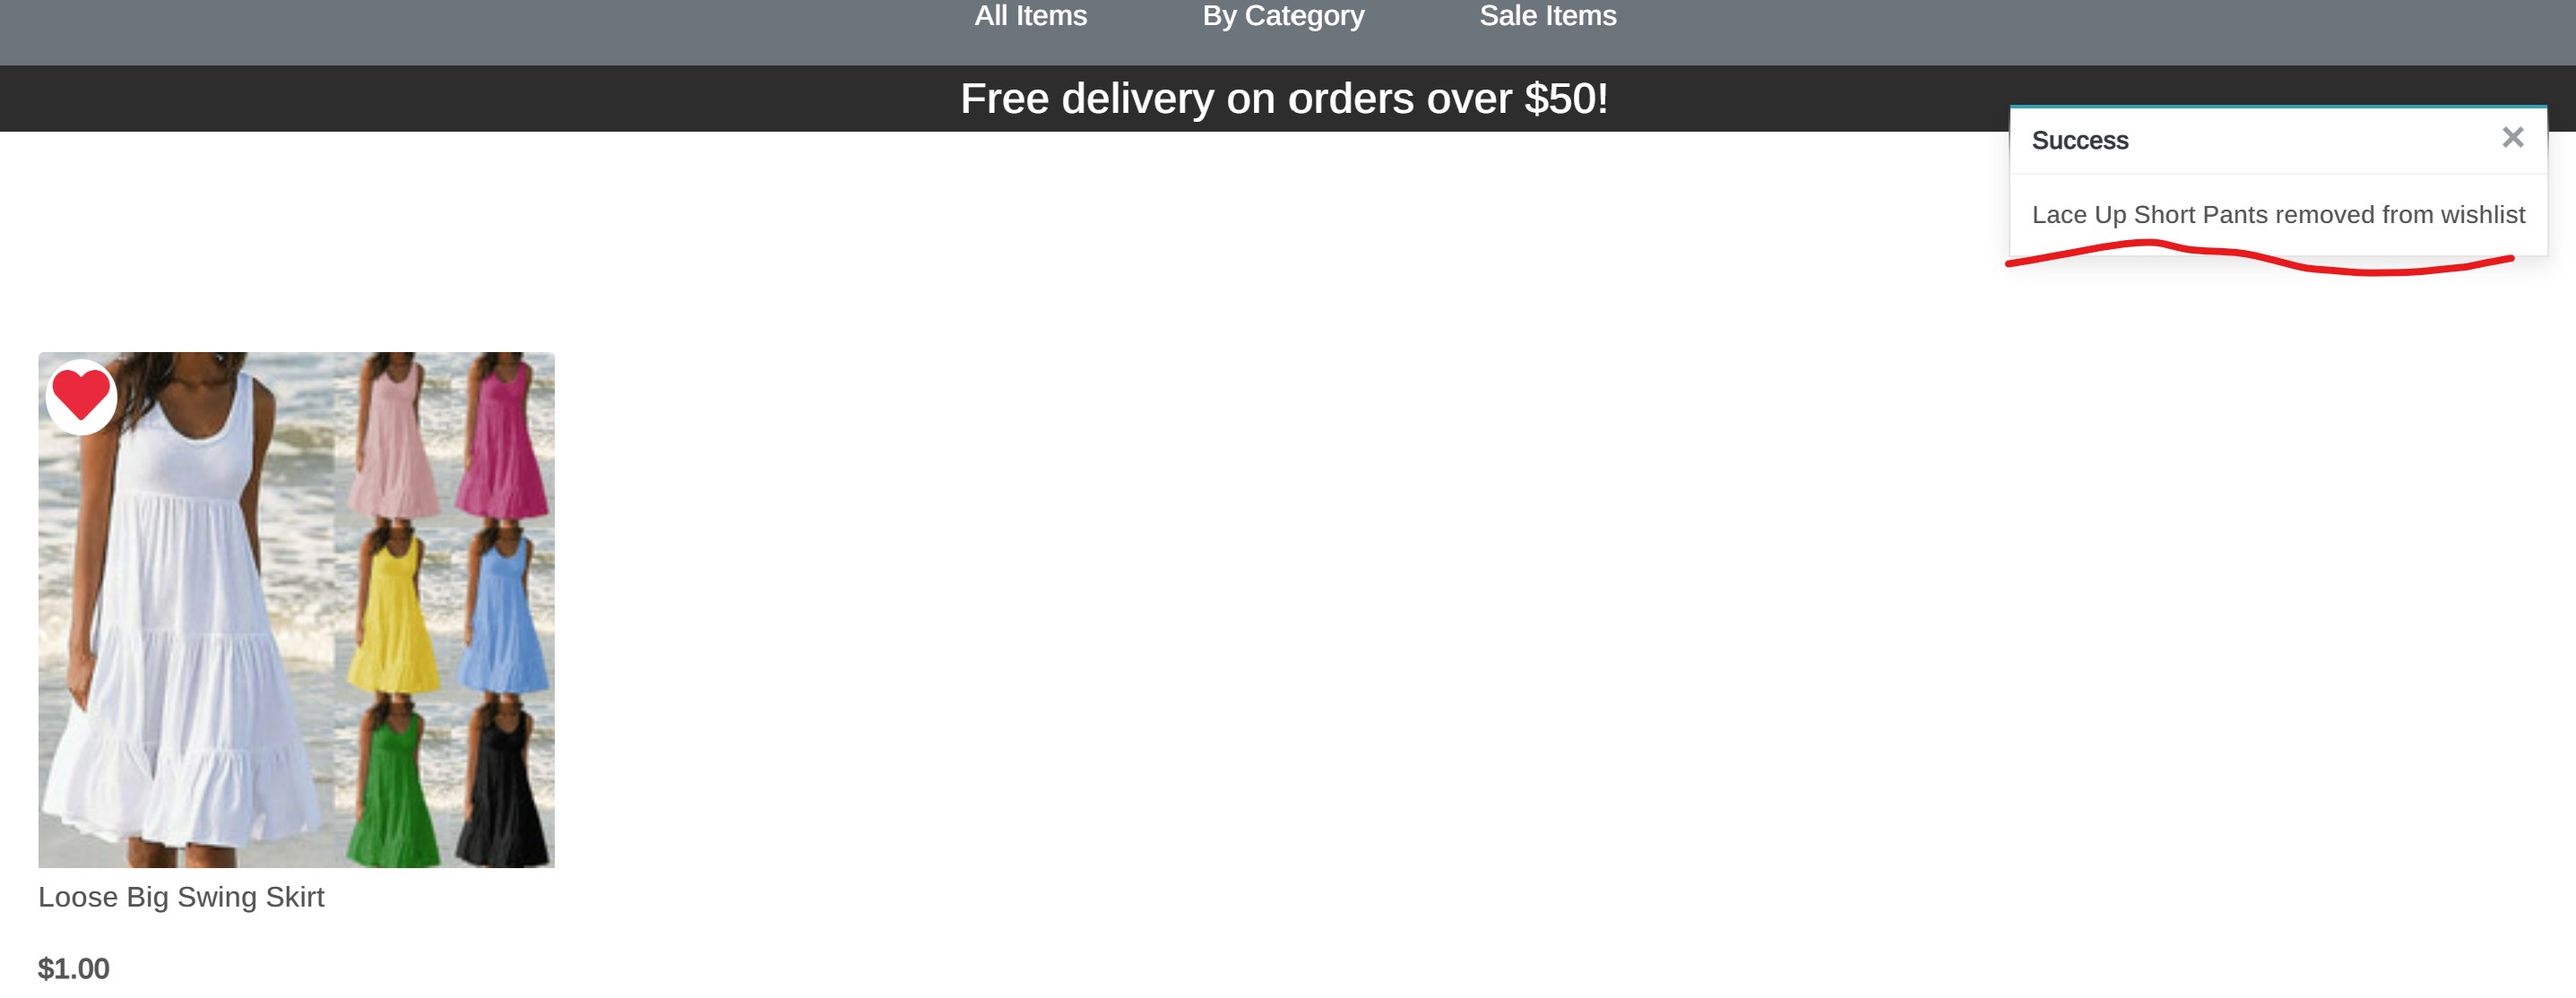 All Items By Category Sale Items
Free delivery on orders over $50!
Success ×
Lace Up Short Pants removed from wishlist
Loose Big Swing Skirt
$1.00